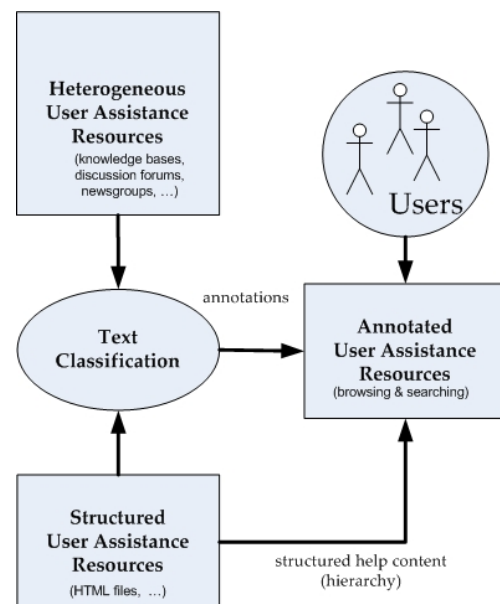 Heterogeneous
User Assistance
Resources
(knowledge bases,
discussion forums,
newsgroups, ...)
Users
annotations
Text
Classification
Annotated
User Assistance
Resources
(browsing & searching)
Structured
User Assistance
Resources
(HTML files, ...)
structured help content
(hierarchy)